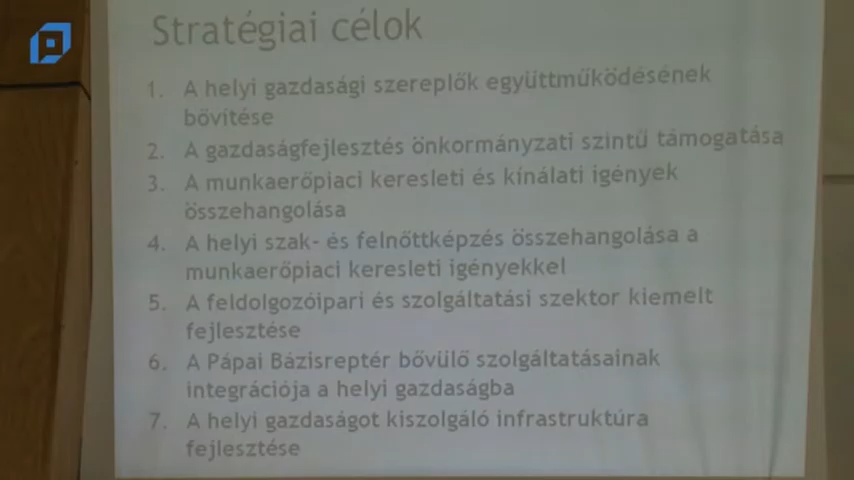 Stratégiai célok
1. A helyi gazdasági szereplők együttműködésének
bővítése
2. A gazdaságfejlesztés önkormányzati szintű támogatása
3. A munkaerőpiaci keresleti és kínálati igények
összehangolása
4. A helyi szak- és felnőttképzés összehangolása a
munkaerőpiaci keresleti igényekkel
5. A feldolgozóipari és szolgáltatási szektor kiemelt
fejlesztése
6. A Pápai Bázisreptér bővülő szolgáltatásainak
integrációja a helyi gazdaságba
7. A helyi gazdaságot kiszolgáló infrastruktúra
fejlesztése